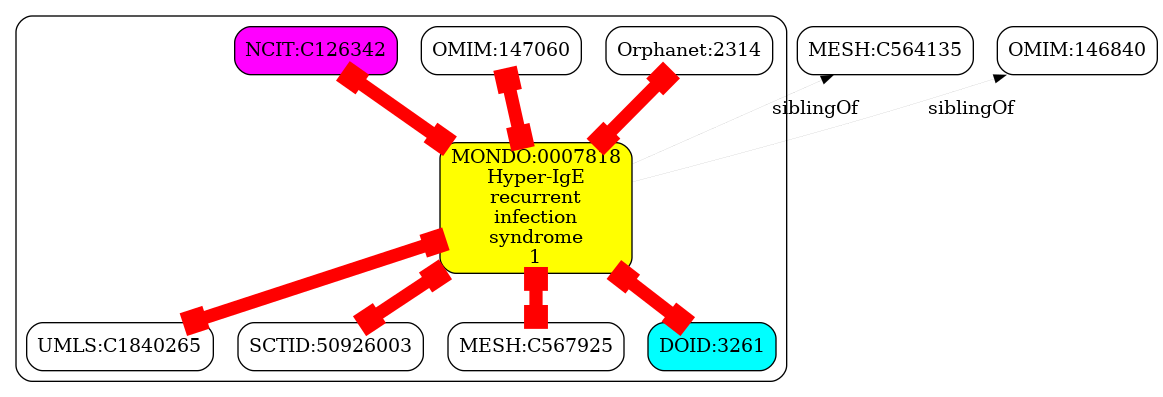 NCIT:C126342
OMIM:147060
Orphanet:2314
MESH:C564135
OMIM:146840
siblingOf
siblingOf
MONDO:0007818
Hyper-IgE
recurrent
infection
syndrome
1
UMLS:C1840265
SCTID:50926003
MESH:C567925
DOID:3261